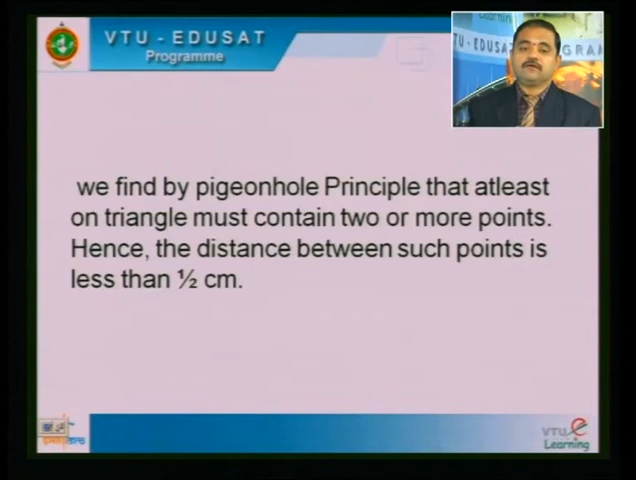 VTU - EDUSAT
Programme
we find by pigeonhole Principle that atleast
on triangle must contain two or more points.
Hence, the distance between such points is
less than ½ cm.
VTU e
Learning